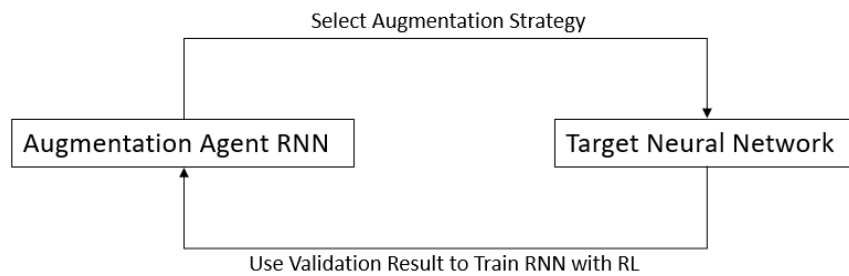 Select Augmentation Strategy
Augmentation Agent RNN
Target Neural Network
Use Validation Result to Train RNN with RL